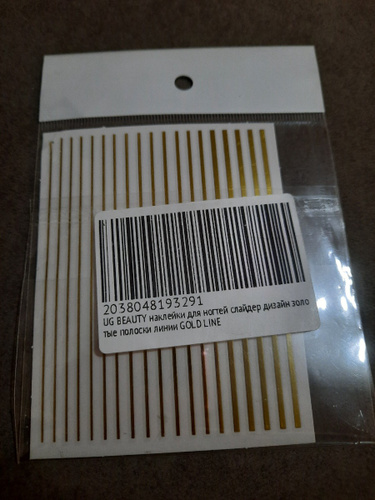 2038048193291
UG BEAUTY наклейки для ногтей слайдер дизайн золо
тые полоски линии GOLD LINE